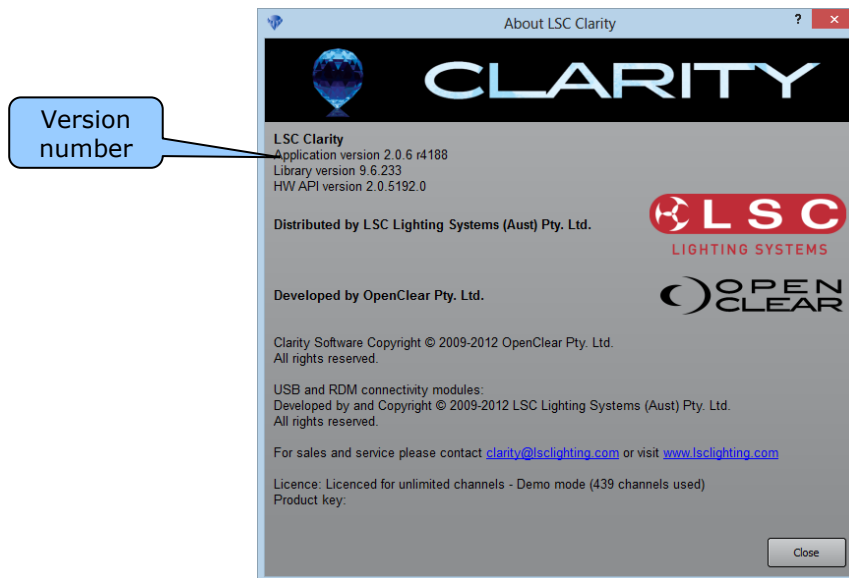 About LSC Clarity
?
×
CLARITY
Version
number
LSC Clarity
Application version 2.0.6 r4188
Library version 9.6.233
HW API version 2.0.5192.0
Distributed by LSC Lighting Systems (Aust) Pty. Ltd.
LSC
LIGHTING SYSTEMS
Developed by OpenClear Pty. Ltd.
OPEN
CLEAR
Clarity Software Copyright © 2009-2012 OpenClear Pty. Ltd.
All rights reserved.
USB and RDM connectivity modules:
Developed by and Copyright © 2009-2012 LSC Lighting Systems (Aust) Pty. Ltd.
All rights reserved.
For sales and service please contact clarity@lsclighting.com or visit www.lsclighting.com
Licence: Licenced for unlimited channels - Demo mode (439 channels used)
Product key:
Close